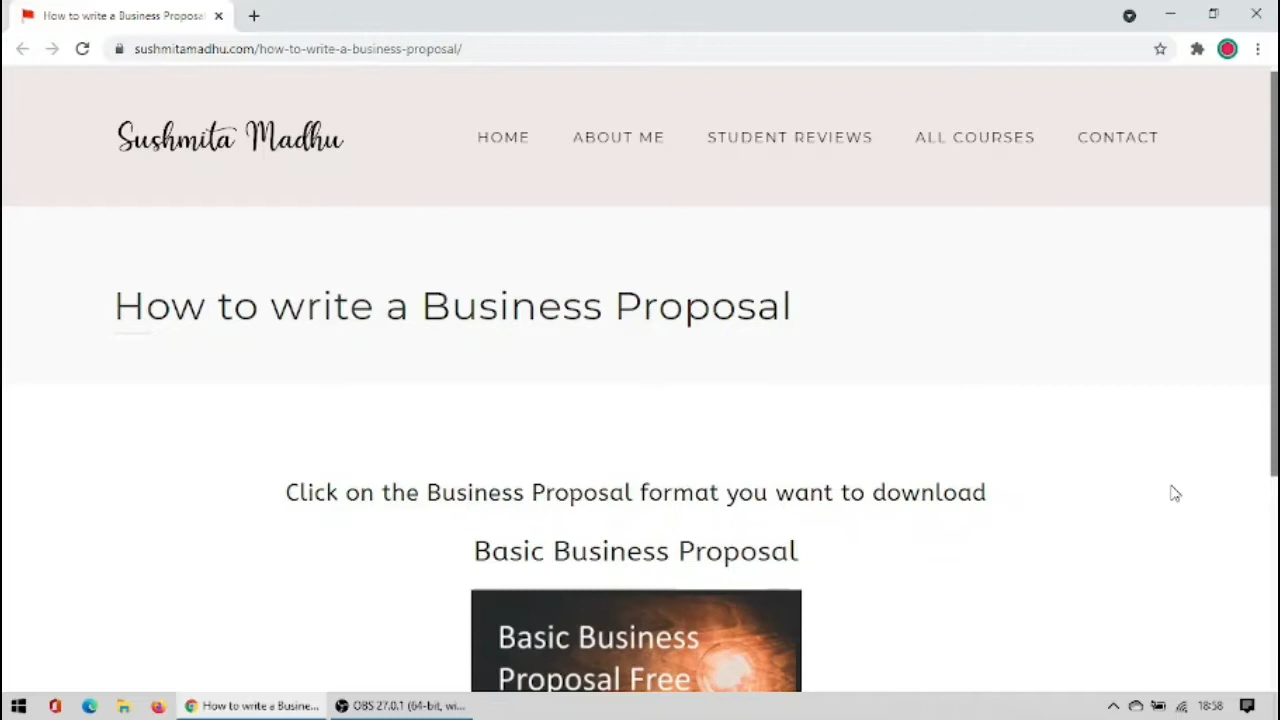 How to write a Business Proposal
sushmitamadhu.com/how-to-write-a-business-proposal/
Sushmita Madhu
HOME ABOUT ME STUDENT REVIEWS ALL COURSES CONTACT
How to write a Business Proposal
Click on the Business Proposal format you want to download
Basic Business Proposal
Basic Business
Proposal Free
How to write a Busine... OBS 27.0.1 (64-bit, wi... 18:58